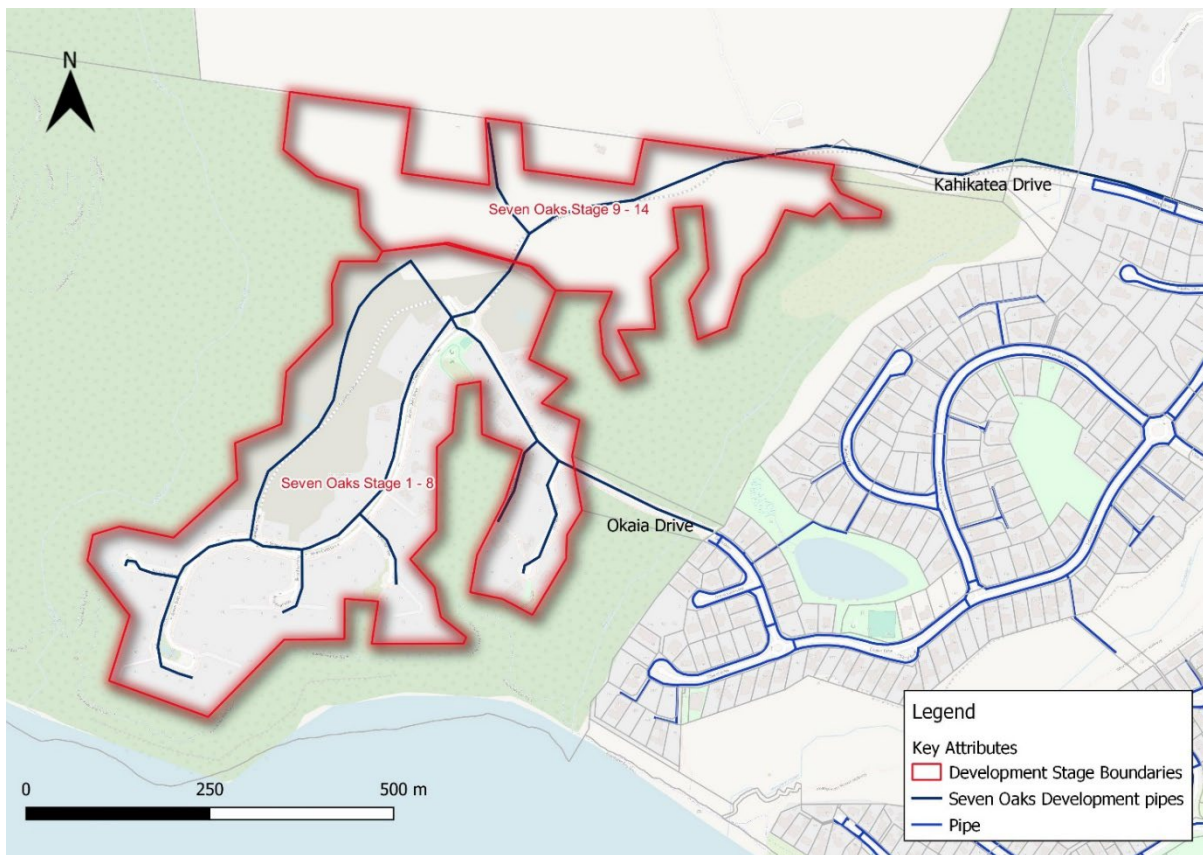 N
Kahikatea Drive
Seven Oaks Stage 9 - 14
Seven Oaks Stage 1 - 8
Okaia Drive
0 250 500 m
Legend
Key Attributes
Development Stage Boundaries
Seven Oaks Development pipes
Pipe